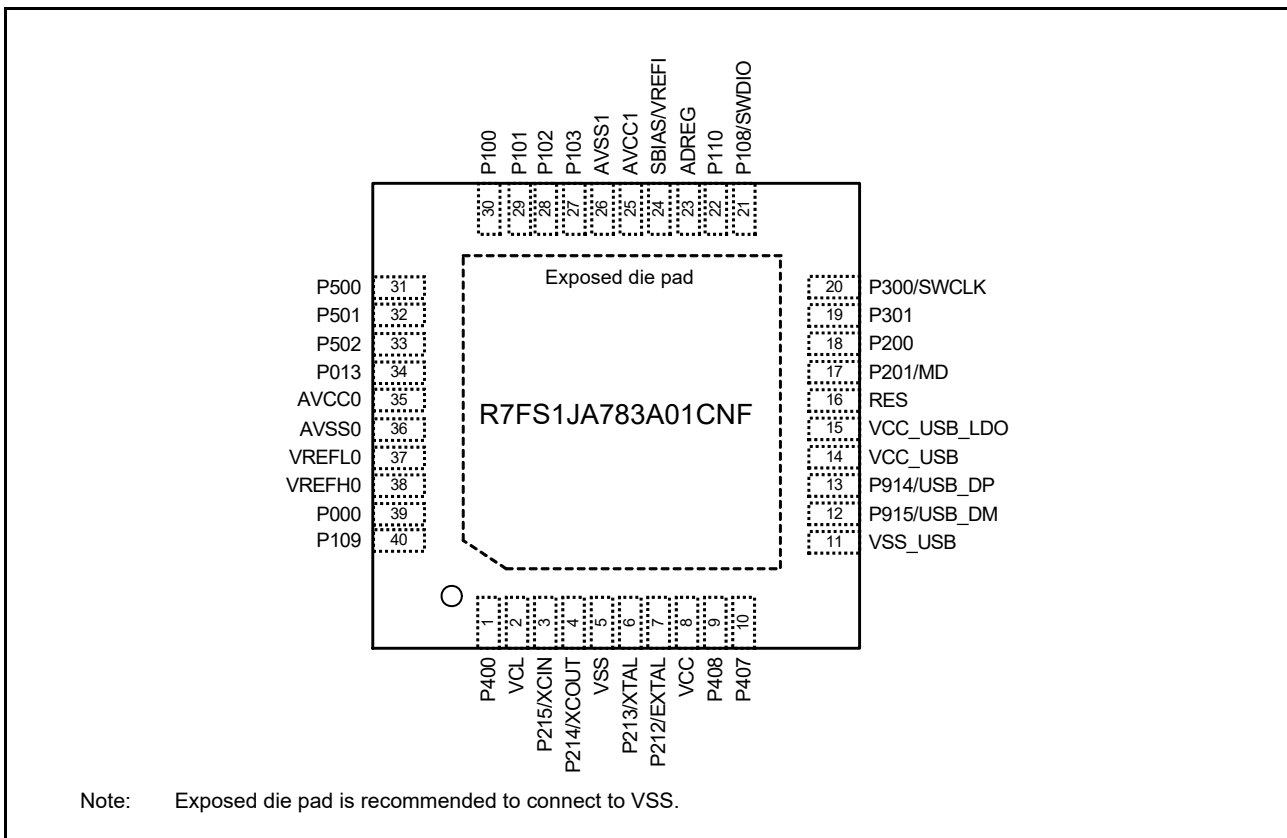 P100
P101
P102
P103
AVSS1
AVCC1
SBIAS/VREFI
ADREG
P110
P108/SWDIO
30
29
28
27
26
25
24
23
22
21
Exposed die pad
P500 31
P501 32
P502 33
P013 34
AVCC0 35
AVSS0 36
VREFL0 37
VREFH0 38
P000 39
P109 40
R7FS1JA783A01CNF
20 P300/SWCLK
19 P301
18 P200
17 P201/MD
16 RES
15 VCC_USB_LDO
14 VCC_USB
13 P914/USB_DP
12 P915/USB_DM
11 VSS_USB
1
2
3
4
5
6
7
8
9
10
P400
VCL
P215/XCIN
P214/XCOUT
VSS
P213/XTAL
P212/EXTAL
VCC
P408
P407
Note: Exposed die pad is recommended to connect to VSS.